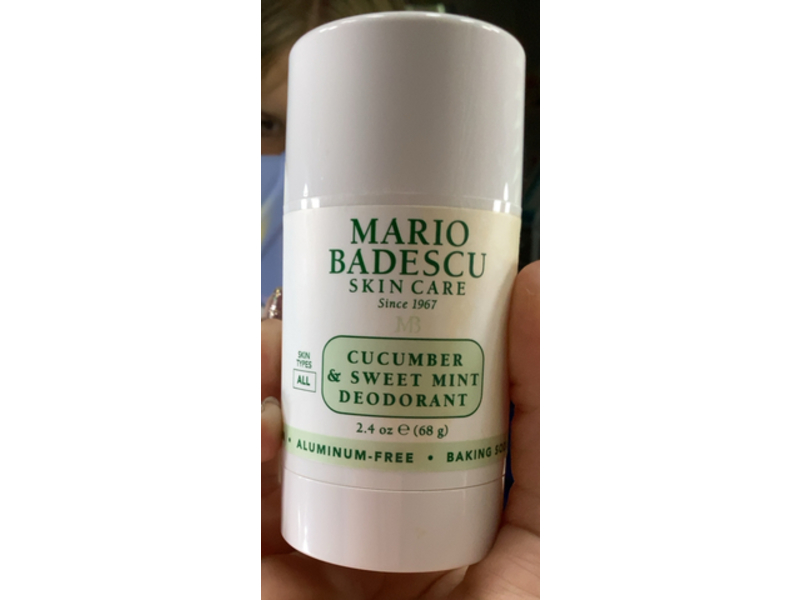 MARIO
BADESCU
SKIN CARE
Since 1967
MB
SKIN
TYPES
ALL
CUCUMBER
& SWEET MINT
DEODORANT
2.4 oz ℮ (68 g)
• ALUMINUM-FREE • BAKING